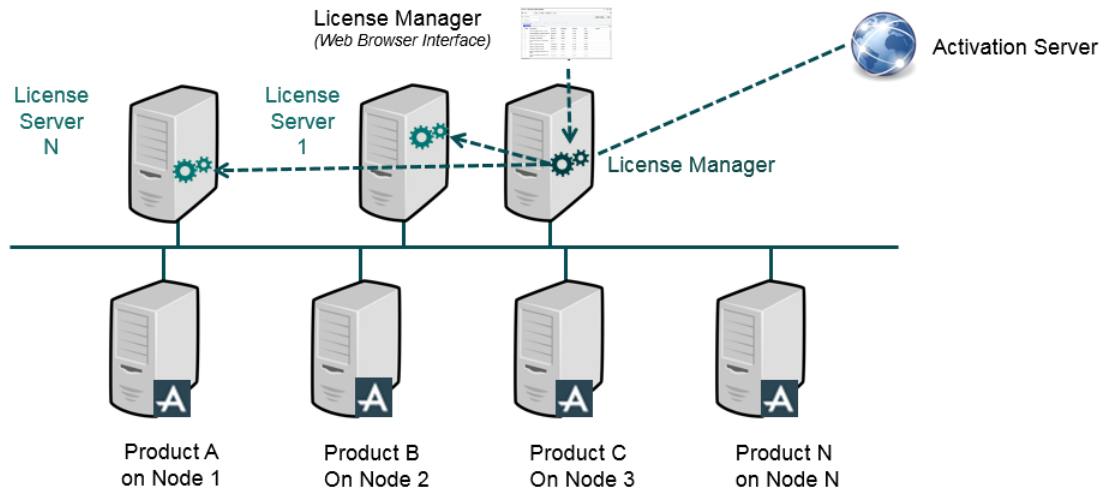 License Manager
(Web Browser Interface)
Activation Server
License
Server
N
License
Server
1
License Manager
Product A
on Node 1
Product B
On Node 2
Product C
On Node 3
Product N
on Node N